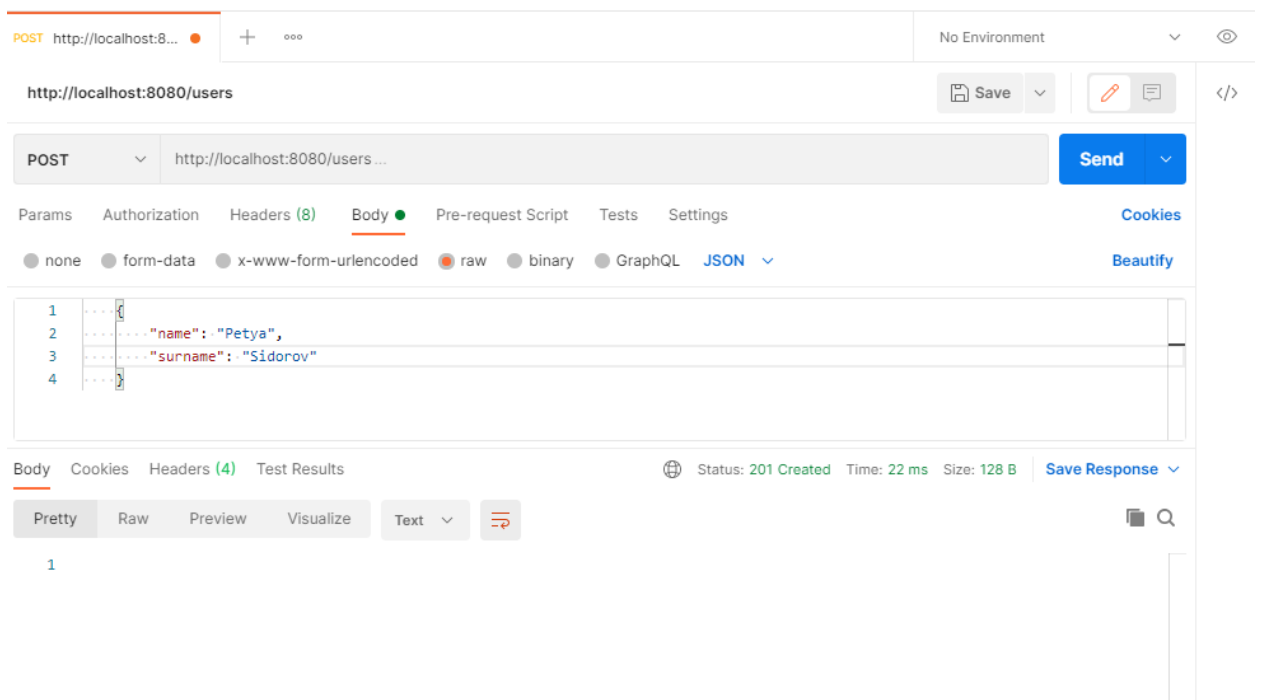 POST http://localhost:8... No Environment
http://localhost:8080/users Save </>
POST http://localhost:8080/users... Send
Params Authorization Headers (8) Body Pre-request Script Tests Settings Cookies
none form-data x-www-form-urlencoded raw binary GraphQL JSON Beautify
1 {
2 "name": "Petya",
3 "surname": "Sidorov"
4 }
Body Cookies Headers (4) Test Results Status: 201 Created Time: 22 ms Size: 128 B Save Response
Pretty Raw Preview Visualize Text
1